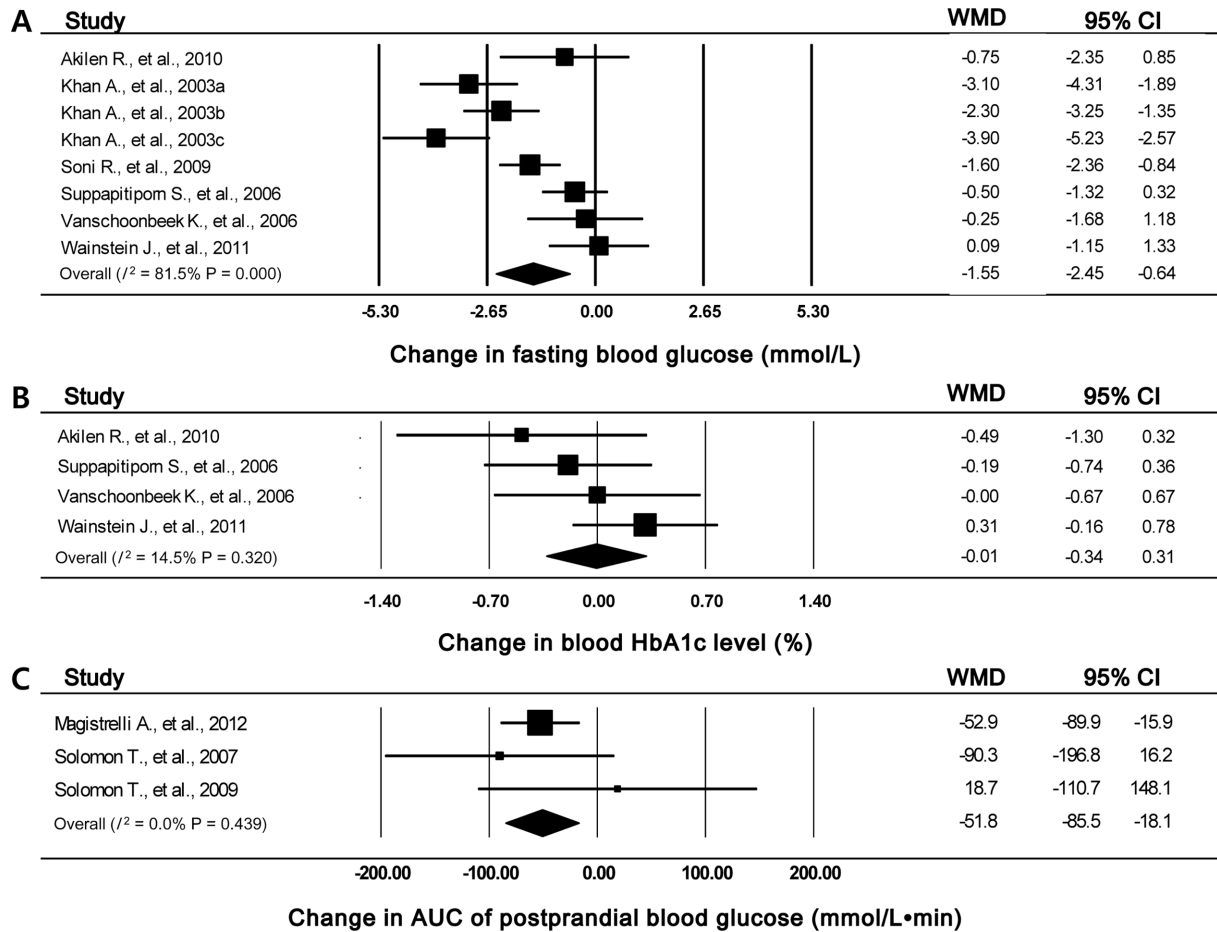 A Study WMD 95% CI
Akilen R., et al., 2010 -0.75 -2.35 0.85
Khan A., et al., 2003a -3.10 -4.31 -1.89
Khan A., et al., 2003b -2.30 -3.25 -1.35
Khan A., et al., 2003c -3.90 -5.23 -2.57
Soni R., et al., 2009 -1.60 -2.36 -0.84
Suppapitiporn S., et al., 2006 -0.50 -1.32 0.32
Vanschoonbeek K., et al., 2006 -0.25 -1.68 1.18
Wainstein J., et al., 2011 0.09 -1.15 1.33
Overall (I² = 81.5% P = 0.000) -1.55 -2.45 -0.64
-5.30 -2.65 0.00 2.65 5.30
Change in fasting blood glucose (mmol/L)
B Study WMD 95% CI
Akilen R., et al., 2010 -0.49 -1.30 0.32
Suppapitiporn S., et al., 2006 -0.19 -0.74 0.36
Vanschoonbeek K., et al., 2006 -0.00 -0.67 0.67
Wainstein J., et al., 2011 0.31 -0.16 0.78
Overall (I² = 14.5% P = 0.320) -0.01 -0.34 0.31
-1.40 -0.70 0.00 0.70 1.40
Change in blood HbA1c level (%)
C Study WMD 95% CI
Magistrelli A., et al., 2012 -52.9 -89.9 -15.9
Solomon T., et al., 2007 -90.3 -196.8 16.2
Solomon T., et al., 2009 18.7 -110.7 148.1
Overall (I² = 0.0% P = 0.439) -51.8 -85.5 -18.1
-200.00 -100.00 0.00 100.00 200.00
Change in AUC of postprandial blood glucose (mmol/L•min)